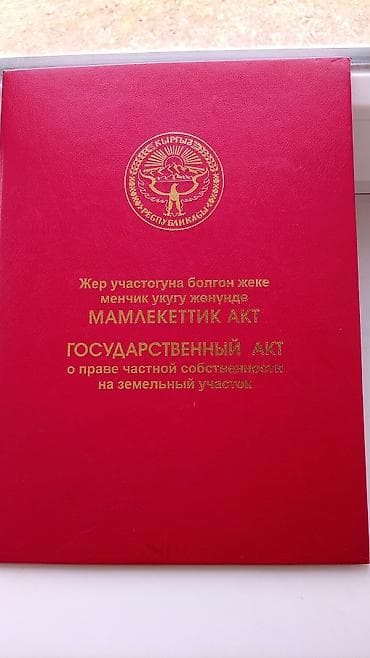 КЫРГЫЗ
РЕСПУБЛИКАСЫ
Жер участогуна болгон жеке
менчик укугу жөнүндө
МАМЛЕКЕТТИК АКТ
ГОСУДАРСТВЕННЫЙ АКТ
о праве частной собственности
на земельный участок